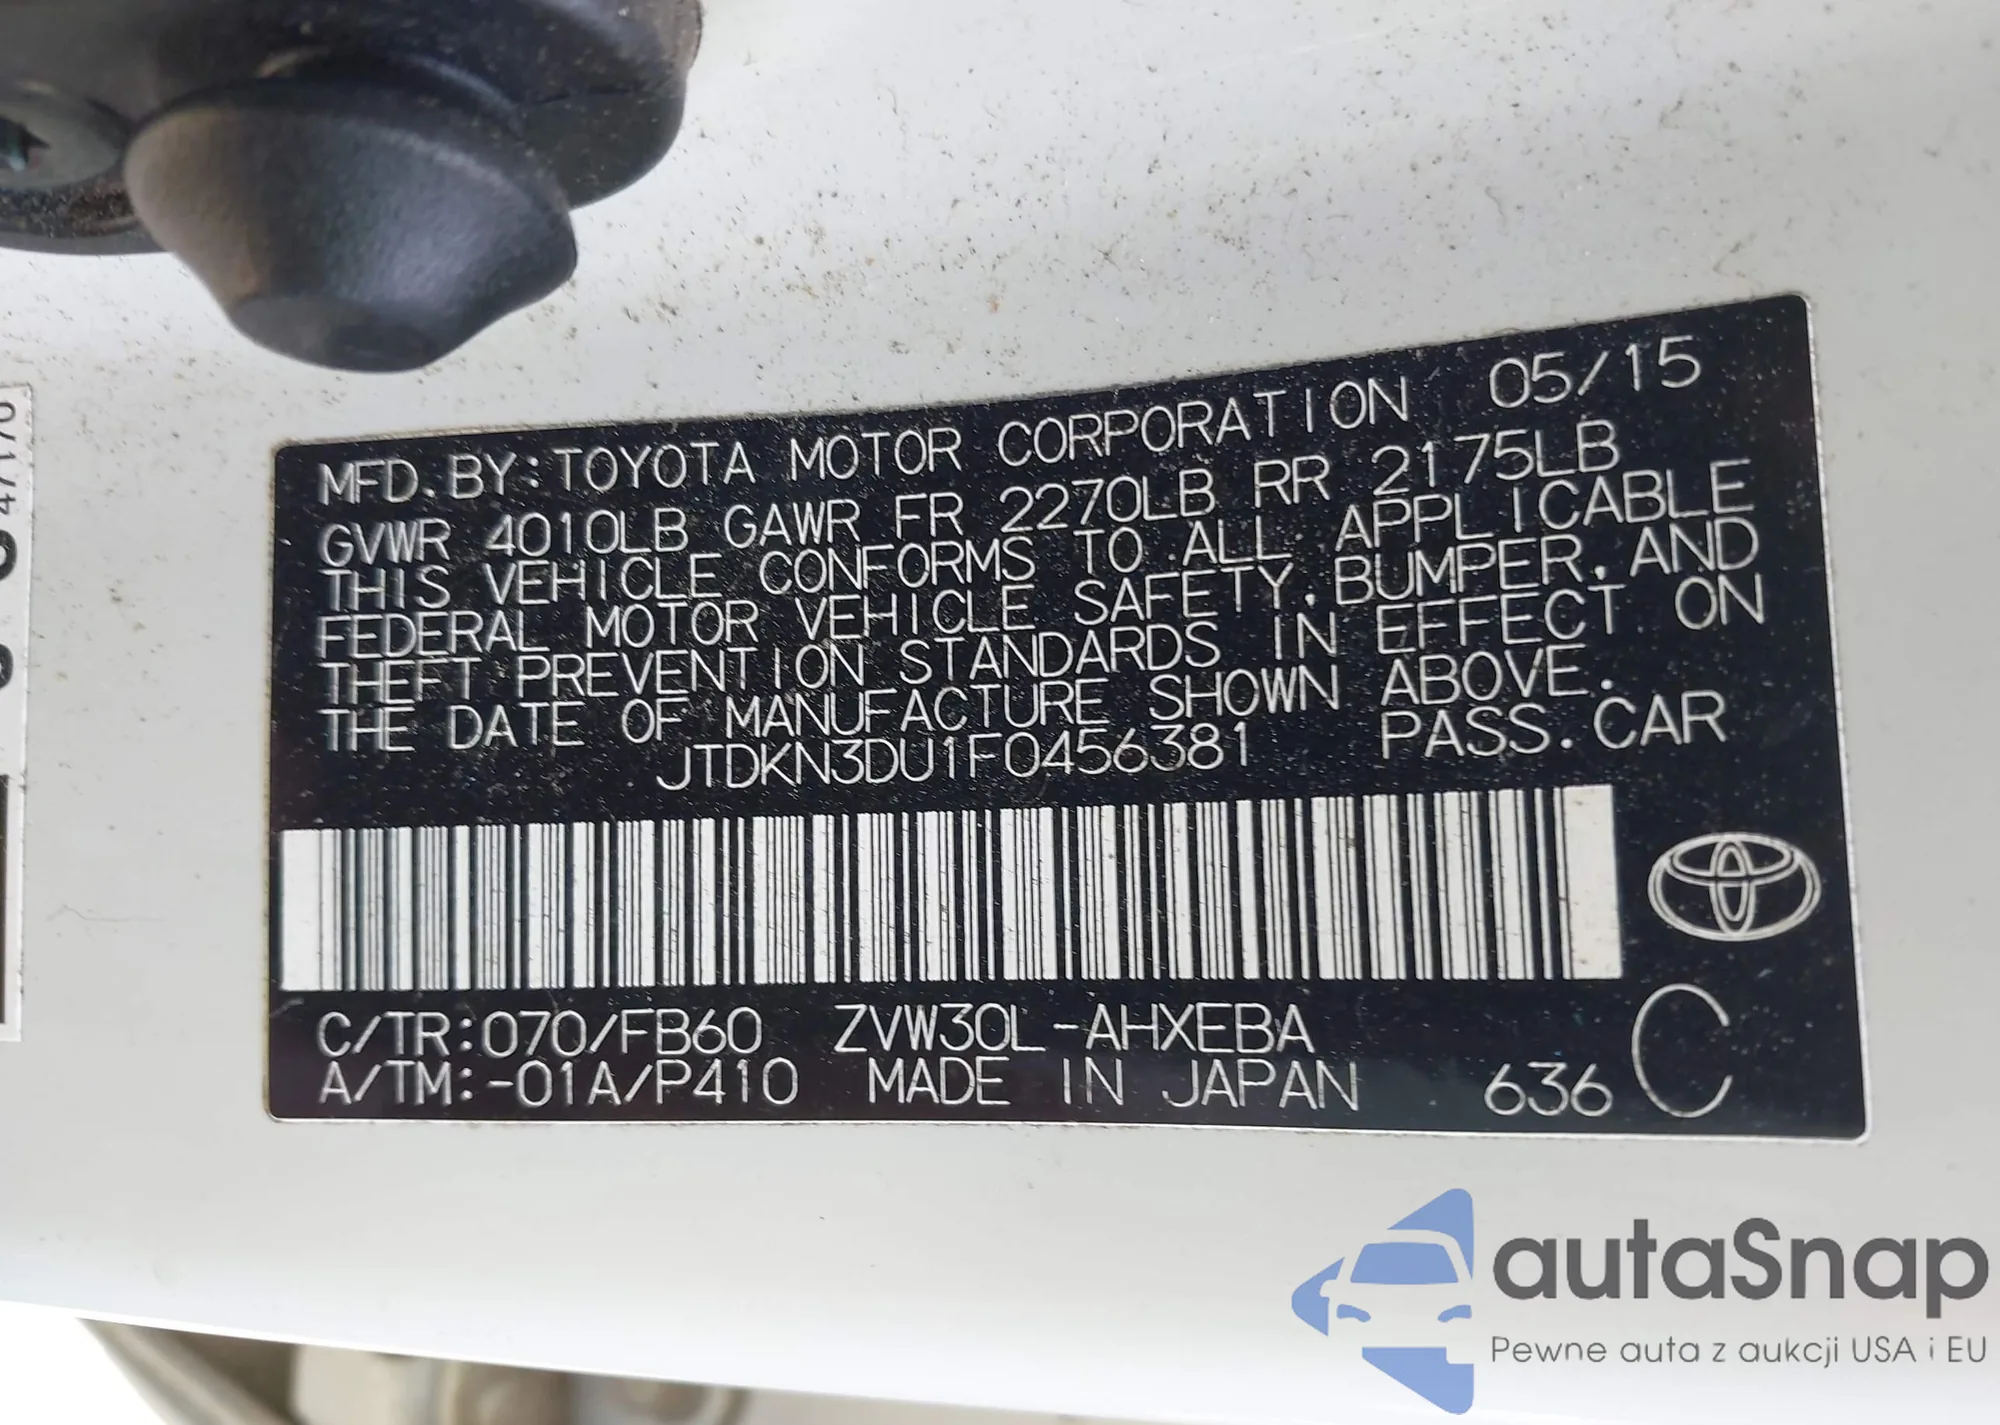 MFD. BY: TOYOTA MOTOR CORPORATION 05/15
GVWR 4010LB GAWR FR 2270LB RR 2175LB
THIS VEHICLE CONFORMS TO ALL APPLICABLE
FEDERAL MOTOR VEHICLE SAFETY, BUMPER, AND
THEFT PREVENTION STANDARDS IN EFFECT ON
THE DATE OF MANUFACTURE SHOWN ABOVE.
JTDKN3DU1F0456381 PASS. CAR
C/TR:070/FB60 ZVW30L-AHXEBA
A/TM:-01A/P410 MADE IN JAPAN 636 C
autaSnap
Pewne auta z aukcji USA i EU